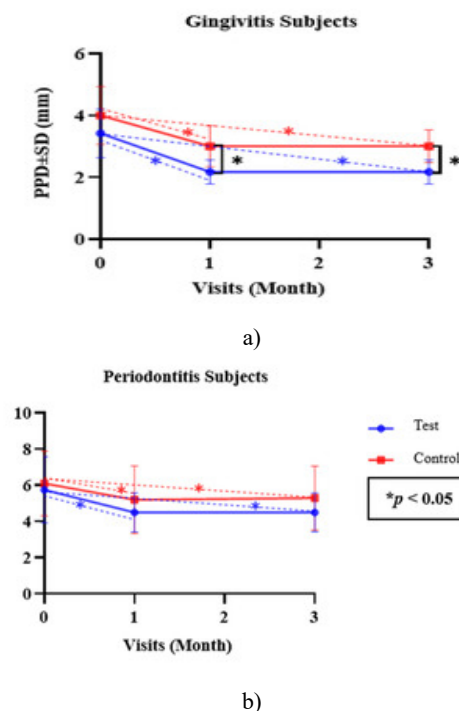 Gingivitis Subjects
PPD±SD (mm)
6
4
2
0
* *
* *
*
*
0 1 2 3
Visits (Month)
a)
Periodontitis Subjects
10
8
6
4
2
0
* *
* *
0 1 2 3
Visits (Month)
Test
Control
*p < 0.05
b)